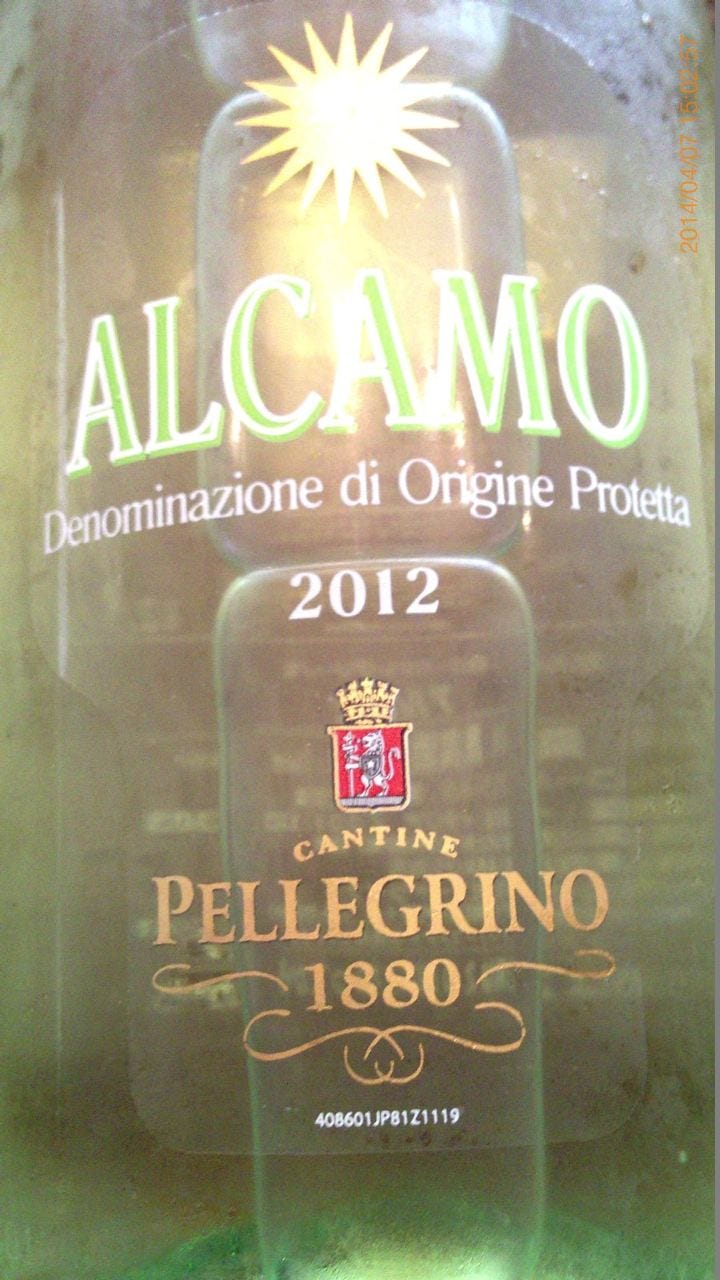 2014/04/07 15:02:37
ALCAMO
Denominazione di Origine Protetta
2012
CANTINE
PELLEGRINO
1880
408601JP81Z1119